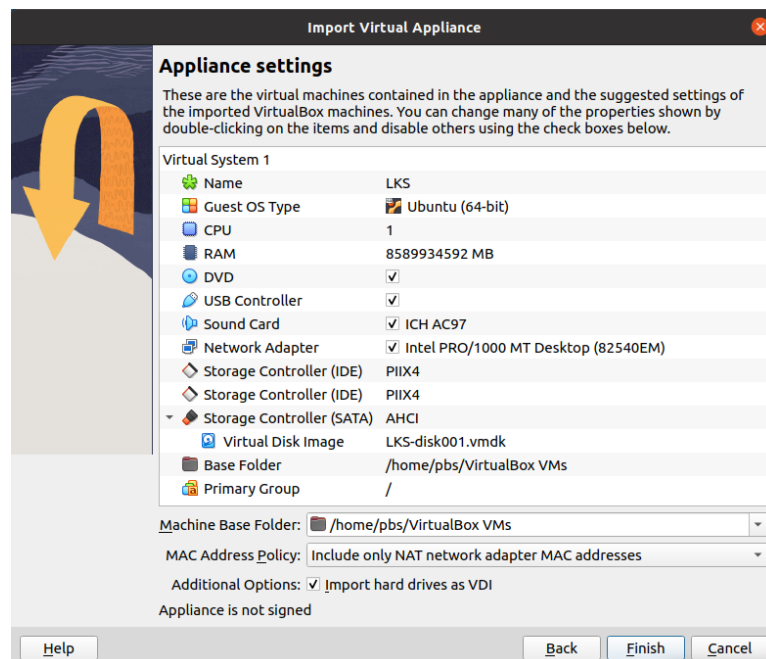 Import Virtual Appliance
Appliance settings
These are the virtual machines contained in the appliance and the suggested settings of
the imported VirtualBox machines. You can change many of the properties shown by
double-clicking on the items and disable others using the check boxes below.
Virtual System 1
Name LKS
Guest OS Type Ubuntu (64-bit)
CPU 1
RAM 8589934592 MB
DVD
USB Controller
Sound Card ICH AC97
Network Adapter Intel PRO/1000 MT Desktop (82540EM)
Storage Controller (IDE) PIIX4
Storage Controller (IDE) PIIX4
Storage Controller (SATA) AHCI
Virtual Disk Image LKS-disk001.vmdk
Base Folder /home/pbs/VirtualBox VMs
Primary Group /
Machine Base Folder: /home/pbs/VirtualBox VMs
MAC Address Policy: Include only NAT network adapter MAC addresses
Additional Options: Import hard drives as VDI
Appliance is not signed
Help Back Finish Cancel